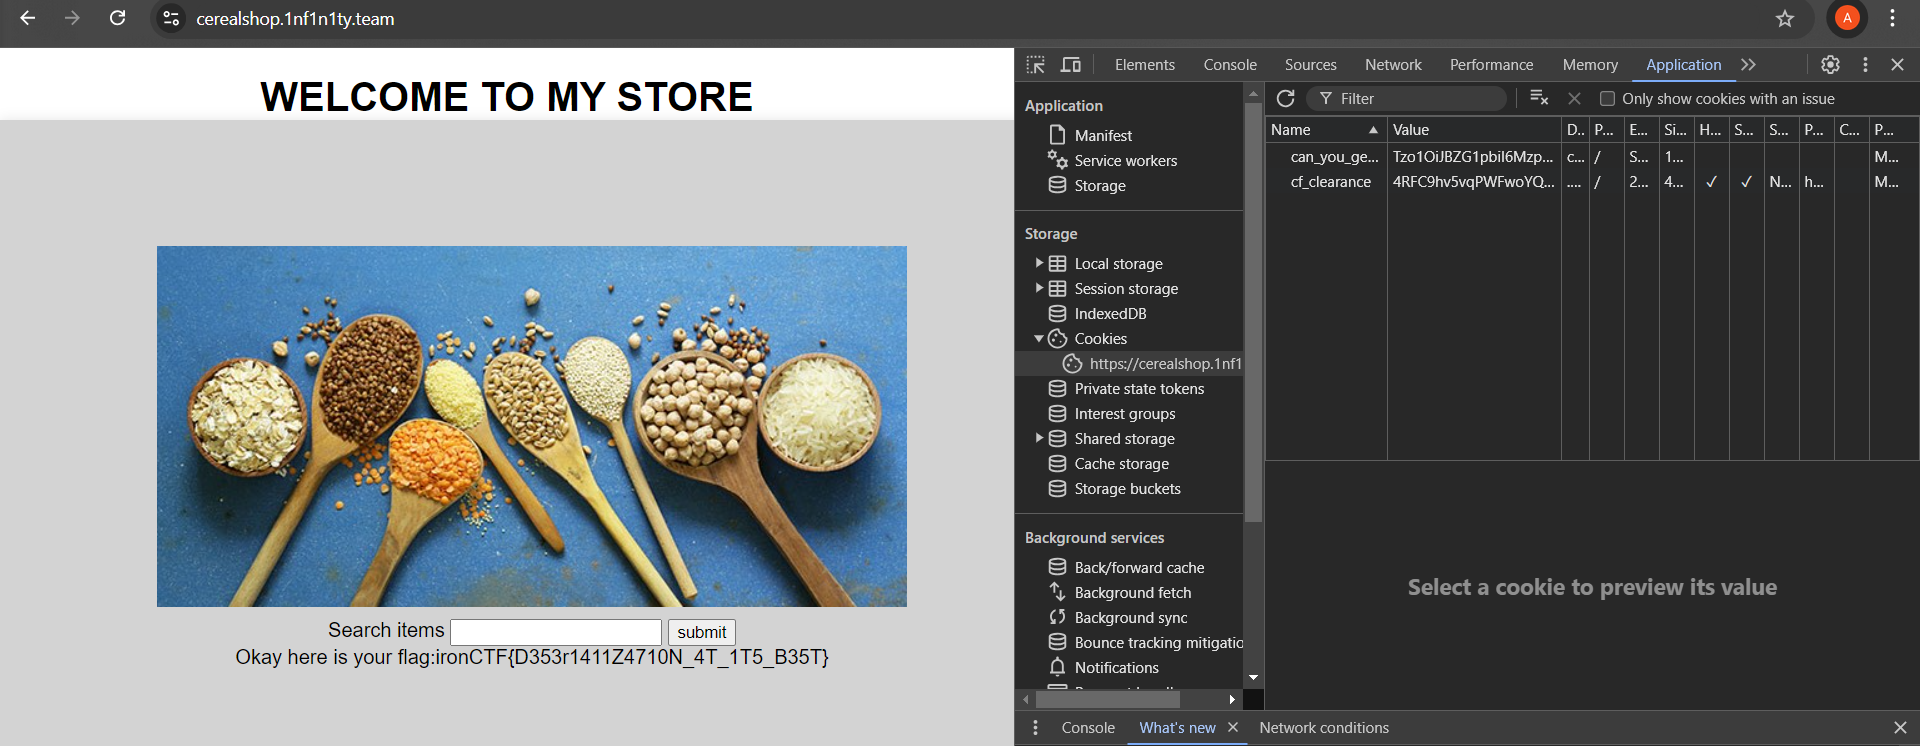 cerealshop.1nf1n1ty.team
A
WELCOME TO MY STORE
Search items
submit
Okay here is your flag:ironCTF{D353r1411Z4710N_4T_1T5_B35T}
Elements Console Sources Network Performance Memory Application
Application
Manifest
Service workers
Storage
Storage
Local storage
Session storage
IndexedDB
Cookies
https://cerealshop.1nf1
Private state tokens
Interest groups
Shared storage
Cache storage
Storage buckets
Background services
Back/forward cache
Background fetch
Background sync
Bounce tracking mitigatio
Notifications
Filter Only show cookies with an issue
Name Value D.. P... E... Si... H... S... S... P... C... P...
can_you_ge... Tzo1OiJBZG1pbiI6Mzp... c... / S... 1... M...
cf_clearance 4RFC9hv5vqPWFwoYQ... .... / 2... 4... ✓ ✓ N... h... M...
Select a cookie to preview its value
Console What's new Network conditions